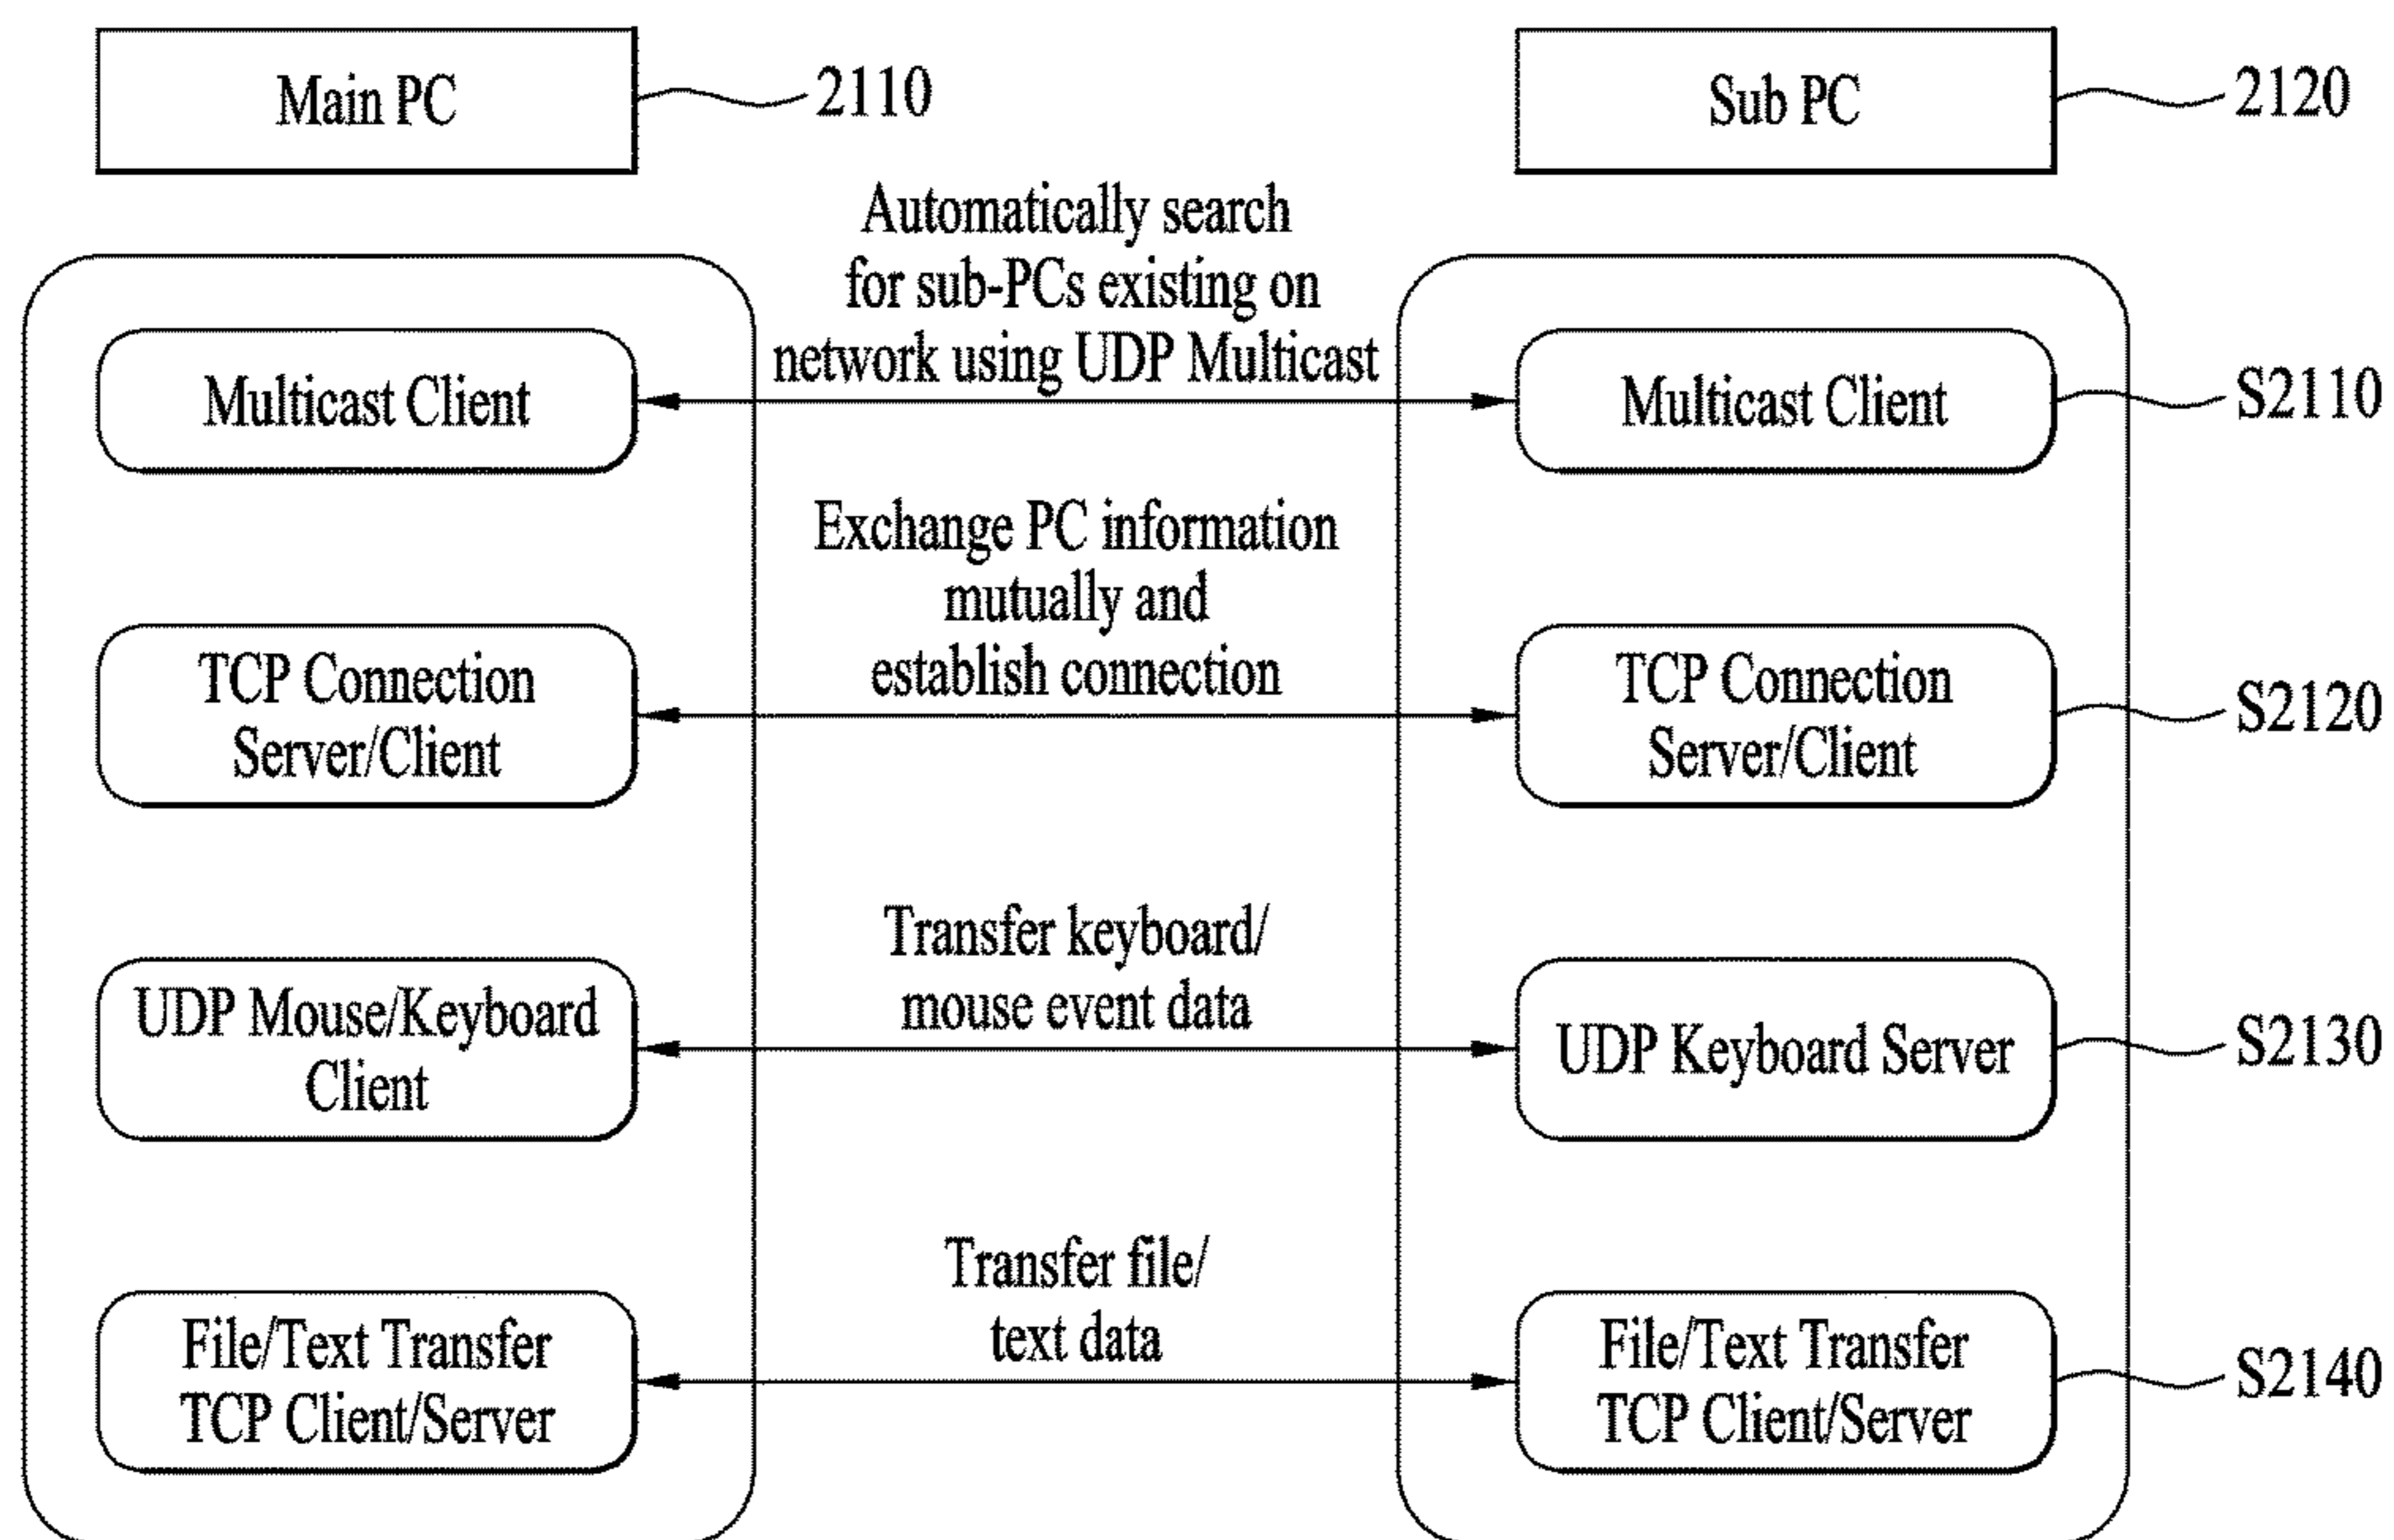 Main PC
2110
Sub PC
2120
Automatically search
for sub-PCs existing on
network using UDP Multicast
Multicast Client
Multicast Client
S2110
Exchange PC information
mutually and
establish connection
TCP Connection
Server/Client
TCP Connection
Server/Client
S2120
Transfer keyboard/
mouse event data
UDP Mouse/Keyboard
Client
UDP Keyboard Server
S2130
Transfer file/
text data
File/Text Transfer
TCP Client/Server
File/Text Transfer
TCP Client/Server
S2140